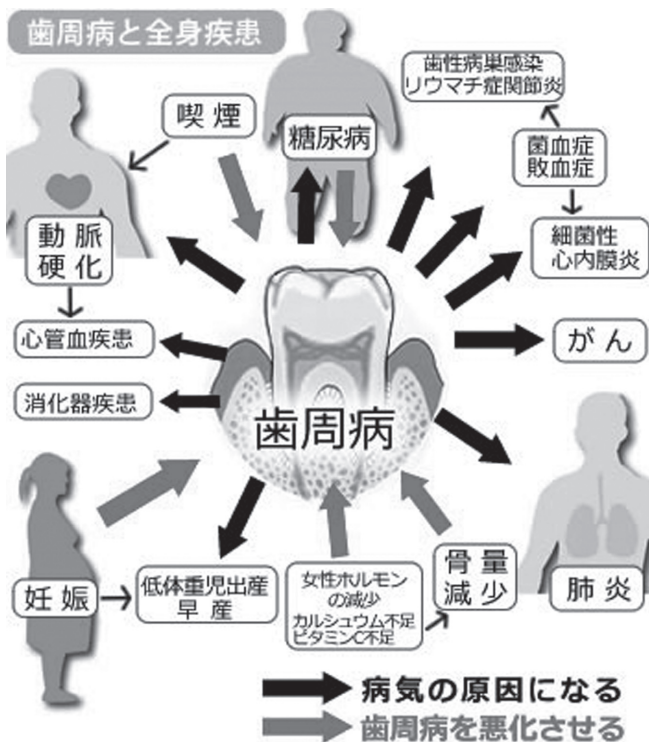 歯周病と全身疾患
歯性病巣感染
リウマチ症関節炎
喫煙
糖尿病
菌血症
敗血症
動脈
硬化
細菌性
心内膜炎
心管血疾患
がん
消化器疾患
歯周病
妊娠
低体重児出産
早産
女性ホルモン
の減少
カルシュウム不足
ビタミンC不足
骨量
減少
肺炎
病気の原因になる
歯周病を悪化させる